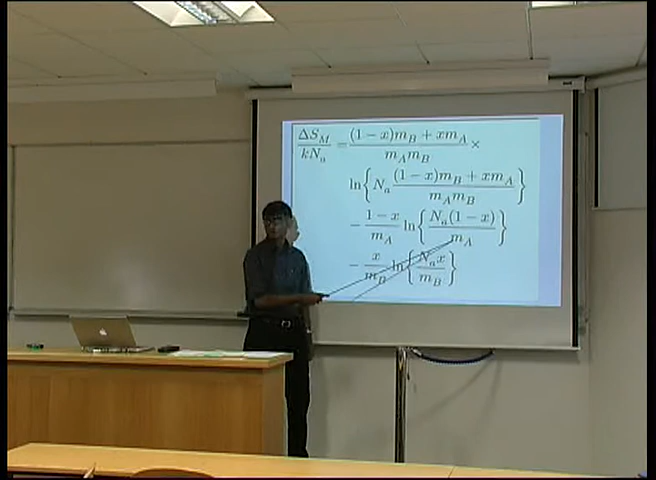 ΔS_M / kN_a = ((1−x)m_B + xm_A) / (m_A m_B) ×
ln{N_a ((1−x)m_B + xm_A) / (m_A m_B)}
− (1−x)/m_A ln{N_a(1−x) / m_A}
− x/m_B ln{N_a x / m_B}